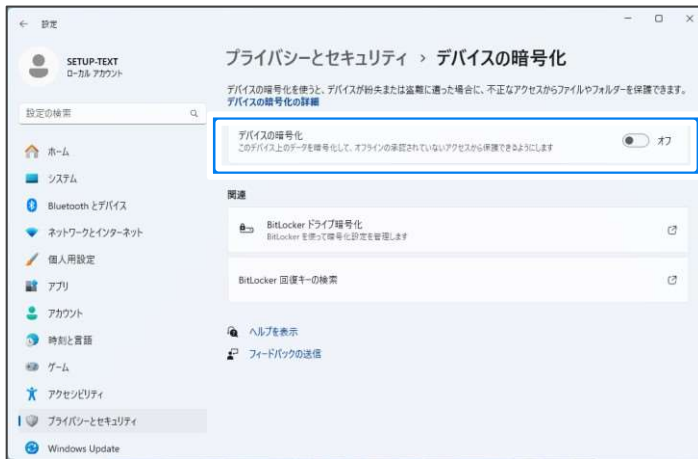 設定
SETUP-TEXT
ローカル アカウント
設定の検索
ホーム
システム
Bluetooth とデバイス
ネットワークとインターネット
個人用設定
アプリ
アカウント
時刻と言語
ゲーム
アクセシビリティ
プライバシーとセキュリティ
Windows Update
プライバシーとセキュリティ › デバイスの暗号化
デバイスの暗号化を使うと、デバイスが紛失または盗難に遭った場合に、不正なアクセスからファイルやフォルダーを保護できます。
デバイスの暗号化の詳細
デバイスの暗号化
このデバイス上のデータを暗号化して、オフラインの承認されていないアクセスから保護できるようにします
オフ
関連
BitLocker ドライブ暗号化
BitLocker を使って暗号化設定を管理します
BitLocker 回復キーの検索
ヘルプを表示
フィードバックの送信